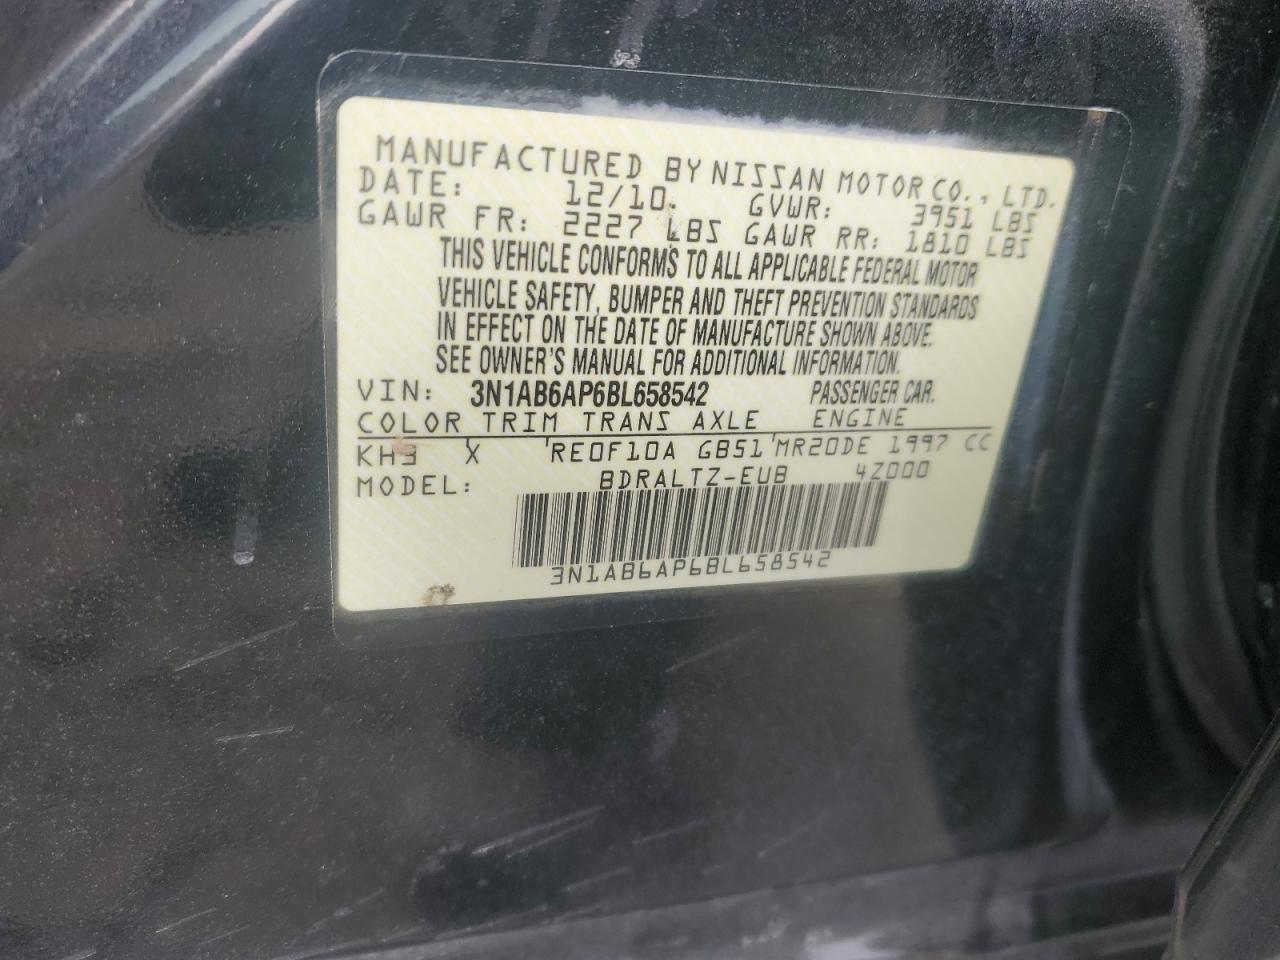 MANUFACTURED BY NISSAN MOTOR CO., LTD.
DATE: 12/10 GVWR: 3951 LBS
GAWR FR: 2227 LBS GAWR RR: 1810 LBS
THIS VEHICLE CONFORMS TO ALL APPLICABLE FEDERAL MOTOR
VEHICLE SAFETY, BUMPER AND THEFT PREVENTION STANDARDS
IN EFFECT ON THE DATE OF MANUFACTURE SHOWN ABOVE.
SEE OWNER'S MANUAL FOR ADDITIONAL INFORMATION.
VIN: 3N1AB6AP6BL658542 PASSENGER CAR.
COLOR TRIM TRANS AXLE ENGINE
KH3 X RE0F10A GB51 MR20DE 1997 CC
MODEL: BDRALTZ-EUB 4Z000
3N1AB6AP6BL658542